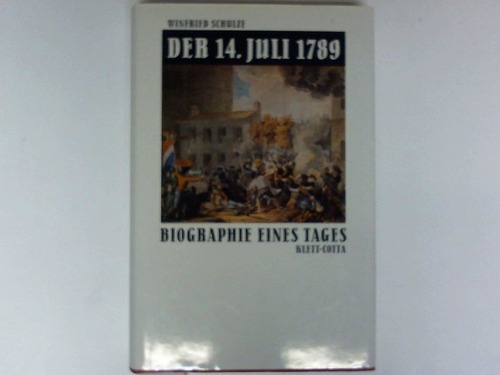 WINFRIED SCHULZE
DER 14. JULI 1789
BIOGRAPHIE EINES TAGES
KLETT-COTTA